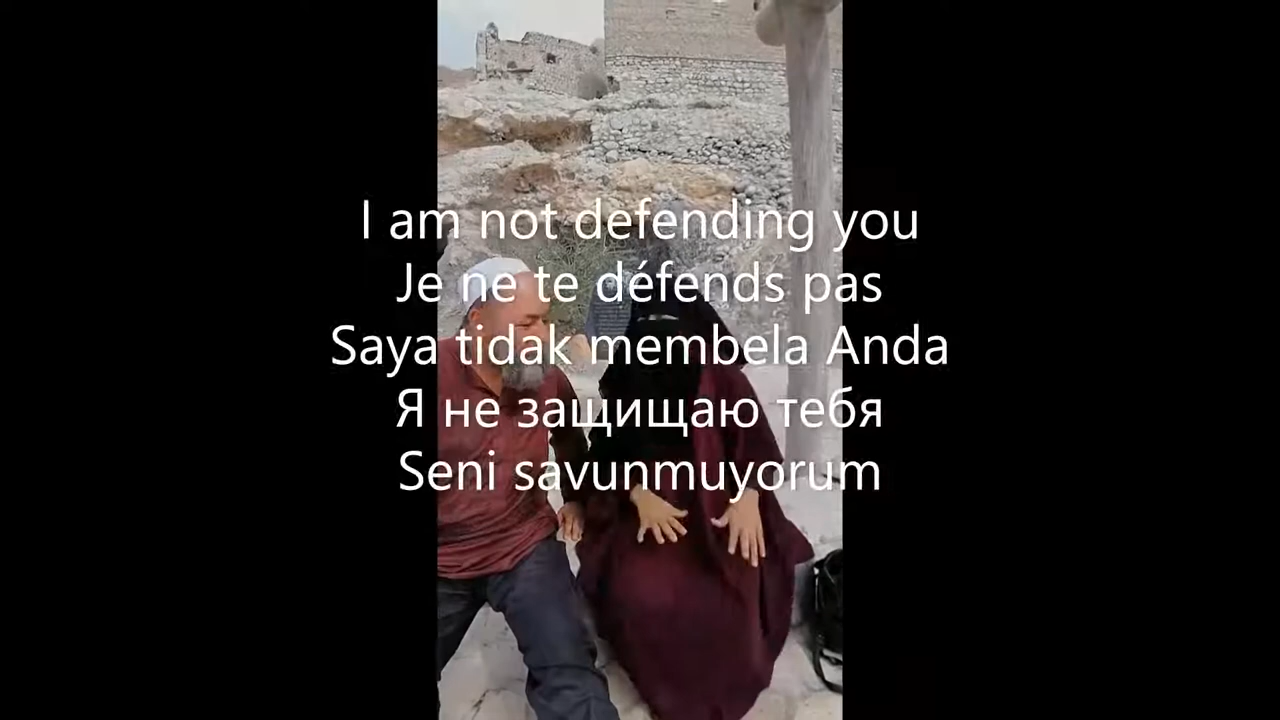 I am not defending you
Je ne te défends pas
Saya tidak membela Anda
Я не защищаю тебя
Seni savunmuyorum